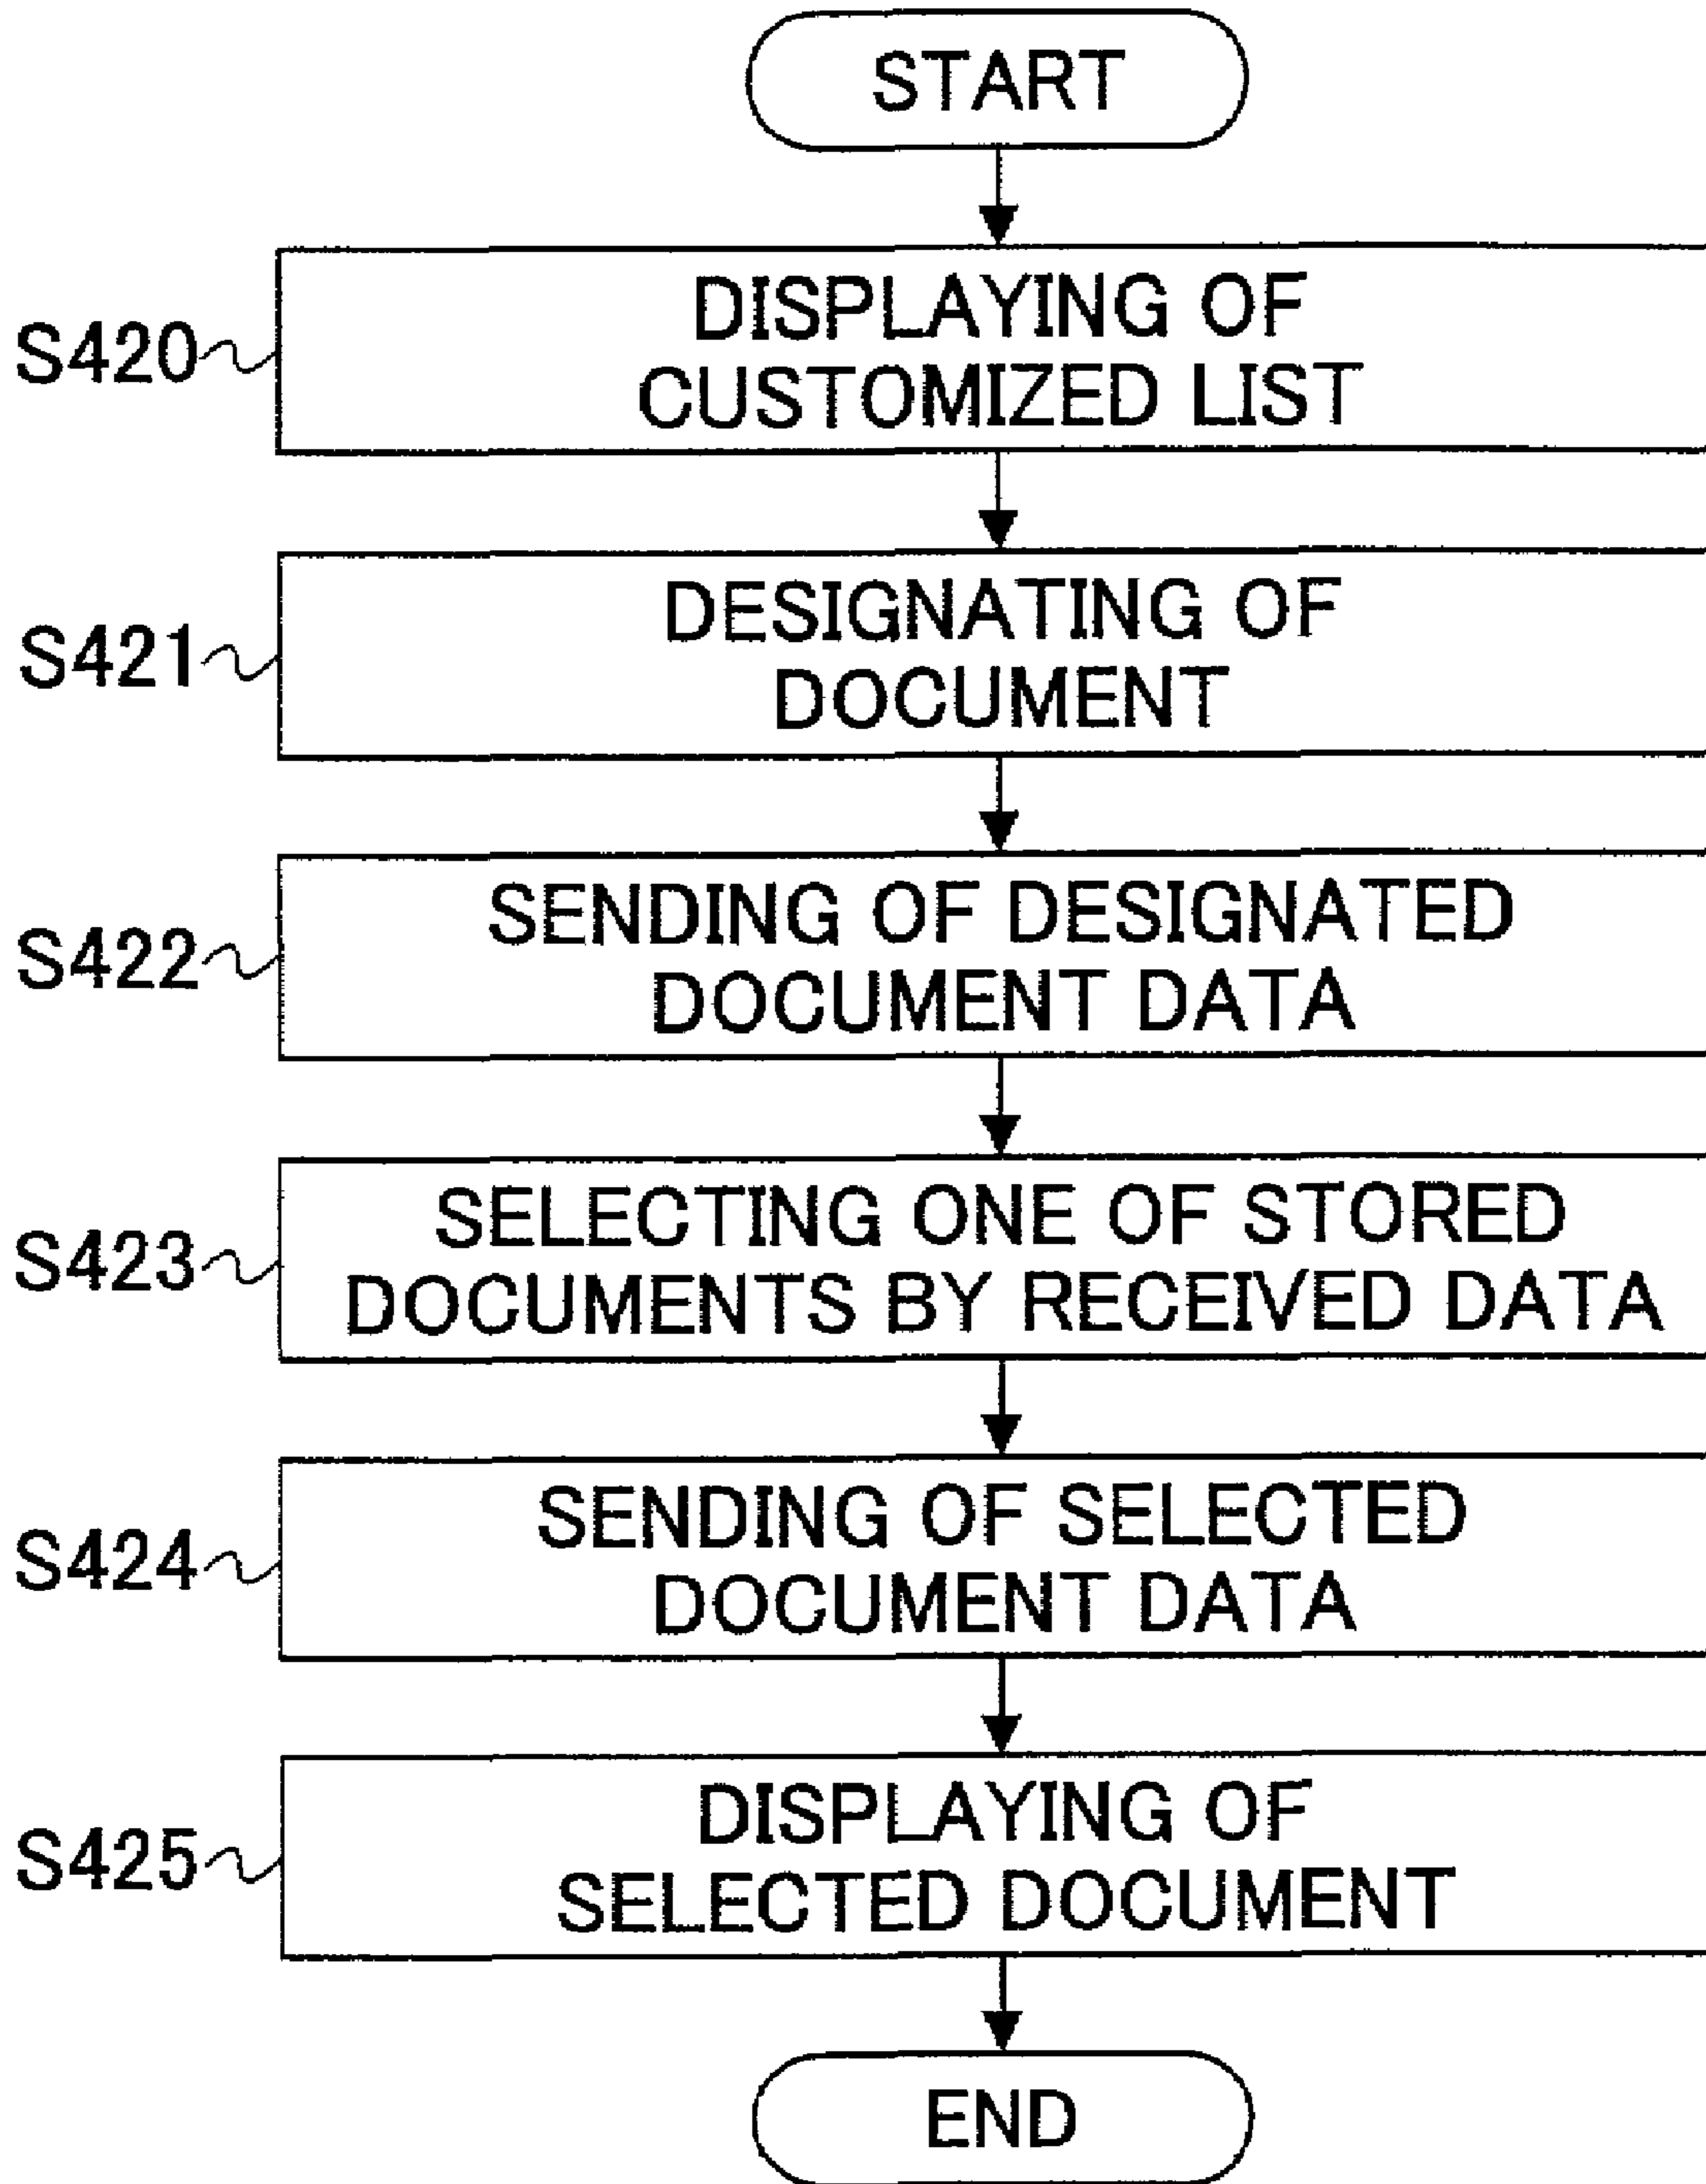 START
S420
DISPLAYING OF
CUSTOMIZED LIST
S421
DESIGNATING OF
DOCUMENT
S422
SENDING OF DESIGNATED
DOCUMENT DATA
S423
SELECTING ONE OF STORED
DOCUMENTS BY RECEIVED DATA
S424
SENDING OF SELECTED
DOCUMENT DATA
S425
DISPLAYING OF
SELECTED DOCUMENT
END